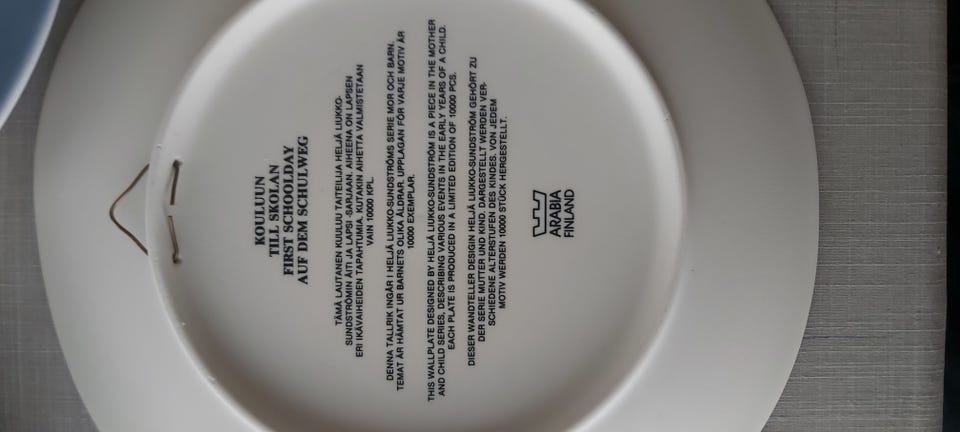 KOULUUN
TILL SKOLAN
FIRST SCHOOLDAY
AUF DEM SCHULWEG
TÄMÄ LAUTANEN KUULUU TAITEILIJA HELJÄ LIUKKO-
SUNDSTRÖMIN ÄITI JA LAPSI -SARJAAN. AIHEENA ON LAPSEN
ERI IKÄVAIHEIDEN TAPAHTUMIA. KUTAKIN AIHETTA VALMISTETAAN
VAIN 10000 KPL.
DENNA TALLRIK INGÅR I HELJÄ LIUKKO-SUNDSTRÖMS SERIE MOR OCH BARN.
TEMAT ÄR HÄMTAT UR BARNETS OLIKA ÅLDRAR. UPPLAGAN FÖR VARJE MOTIV ÄR
10000 EXEMPLAR.
THIS WALLPLATE DESIGNED BY HELJÄ LIUKKO-SUNDSTRÖM IS A PIECE IN THE MOTHER
AND CHILD SERIES, DESCRIBING VARIOUS EVENTS IN THE EARLY YEARS OF A CHILD.
EACH PLATE IS PRODUCED IN A LIMITED EDITION OF 10000 PCS.
DIESER WANDTELLER DESIGIN HELJÄ LIUKKO-SUNDSTRÖM GEHÖRT ZU
DER SERIE MUTTER UND KIND. DARGESTELLT WERDEN VER-
SCHIEDENE ALTERSTUFEN DES KINDES. VON JEDEM
MOTIV WERDEN 10000 STÜCK HERGESTELLT.
ARABIA
FINLAND